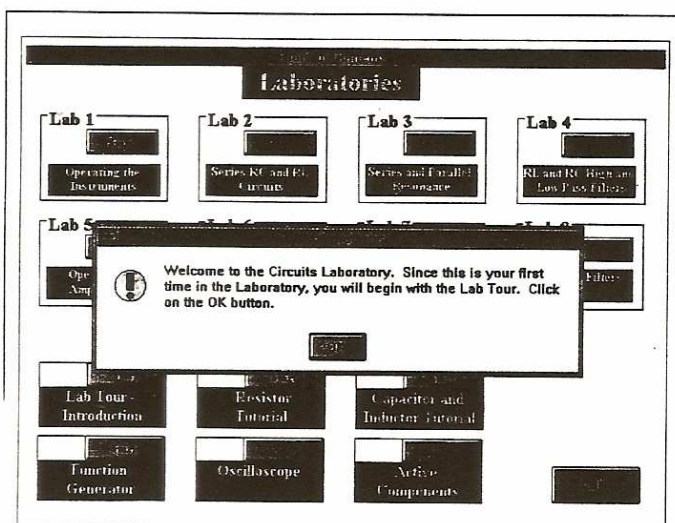 Laboratories
Lab 1
Lab 2
Lab 3
Lab 4
Operating the
Instruments
Series RC and RL
Circuits
Series and Parallel
Resonance
RL and RC High and
Low Pass Filters
Lab 5
Filters
Welcome to the Circuits Laboratory. Since this is your first
time in the Laboratory, you will begin with the Lab Tour. Click
on the OK button.
Lab Tour -
Introduction
Resistor
Tutorial
Capacitor and
Inductor Tutorial
Function
Generator
Oscilloscope
Active
Components